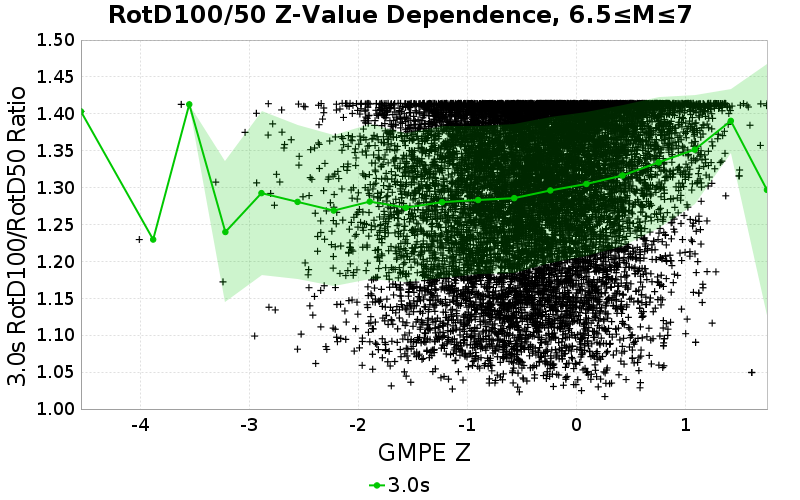 RotD100/50 Z-Value Dependence, 6.5≤M≤7
3.0s RotD100/RotD50 Ratio
1.50
1.45
1.40
1.35
1.30
1.25
1.20
1.15
1.10
1.05
1.00
-4 -3 -2 -1 0 1
GMPE Z
3.0s